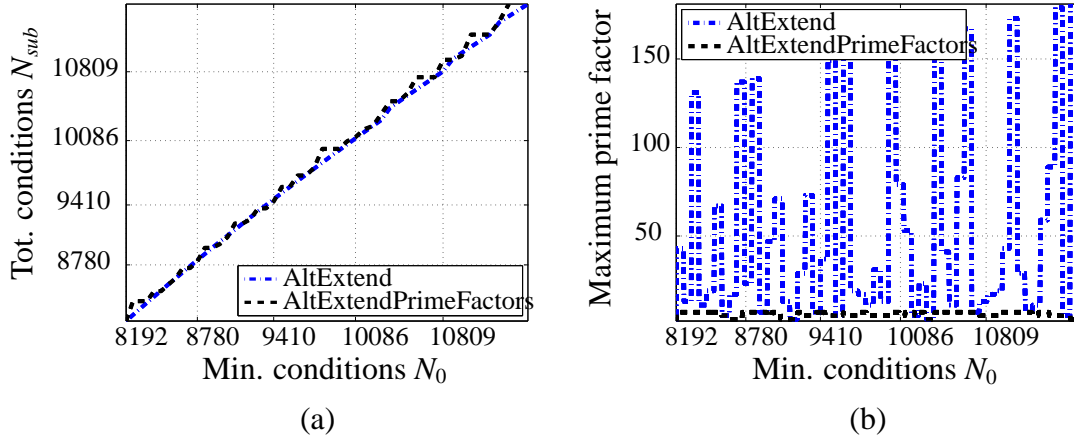 Tot. conditions N_sub
10809
10086
9410
8780
AltExtend
AltExtendPrimeFactors
8192 8780 9410 10086 10809
Min. conditions N_0
(a)
Maximum prime factor
150
100
50
AltExtend
AltExtendPrimeFactors
8192 8780 9410 10086 10809
Min. conditions N_0
(b)